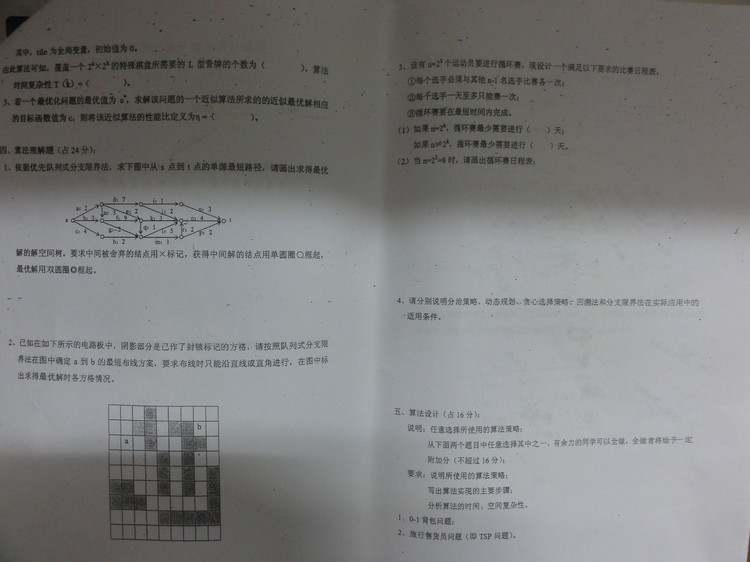 其中，tile 为全局变量，初始值为 0。
由此算法可知，覆盖一个 2ᵏ×2ᵏ的特殊棋盘所需要的 L 型骨牌的个数为（    ），算法
时间复杂性 T（k）=（    ）。
5、若一个最优化问题的最优值为 c*，求解该问题的一个近似算法所求的的近似最优解相应
的目标函数值为 c，则将该近似算法的性能比定义为η=（    ）。
四、算法理解题（占 24 分）：
1、依据优先队列式分支限界法，求下图中从 s 点到 t 点的单源最短路径，请画出求得最优
解的解空间树。要求中间被舍弃的结点用×标记，获得中间解的结点用单圆圈○框起，
最优解用双圆圈◎框起。
2、已知在如下所示的电路板中，阴影部分是已作了封锁标记的方格，请按照队列式分支限
界法在图中确定 a 到 b 的最短布线方案，要求布线时只能沿直线或直角进行，在图中标
出求得最优解时各方格情况。
a b
3、设有 n=2ᵏ个运动员要进行循环赛，现设计一个满足以下要求的比赛日程表：
①每个选手必须与其他 n-1 名选手比赛各一次；
②每个选手一天至多只能赛一次；
③循环赛要在最短时间内完成。
（1）如果 n=2ᵏ，循环赛最少需要进行（    ）天；
如果 n≠2ᵏ，循环赛最少需要进行（    ）天。
（2）当 n=2³=8 时，请画出循环赛日程表：
4、请分别说明分治策略、动态规划、贪心选择策略、回溯法和分支限界法在实际应用中的
适用条件。
五、算法设计（占 16 分）：
说明：任意选择所使用的算法策略；
从下面两个题目中任意选择其中之一，有余力的同学可以全做，全做者将给予一定
附加分（不超过 16 分）；
要求：说明所使用的算法策略；
写出算法实现的主要步骤；
分析算法的时间、空间复杂性。
1、0-1 背包问题；
2、旅行售货员问题（即 TSP 问题）。